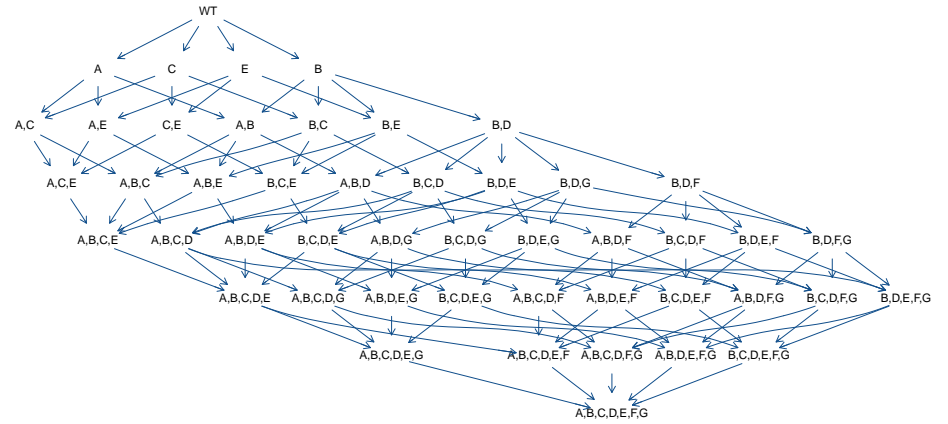 WT
A C E B
A,C A,E C,E A,B B,C B,E B,D
A,C,E A,B,C A,B,E B,C,E A,B,D B,C,D B,D,E B,D,G B,D,F
A,B,C,E A,B,C,D A,B,D,E B,C,D,E A,B,D,G B,C,D,G B,D,E,G A,B,D,F B,C,D,F B,D,E,F B,D,F,G
A,B,C,D,E A,B,C,D,G A,B,D,E,G B,C,D,E,G A,B,C,D,F A,B,D,E,F B,C,D,E,F A,B,D,F,G B,C,D,F,G B,D,E,F,G
A,B,C,D,E,G A,B,C,D,E,F A,B,C,D,F,G A,B,D,E,F,G B,C,D,E,F,G
A,B,C,D,E,F,G